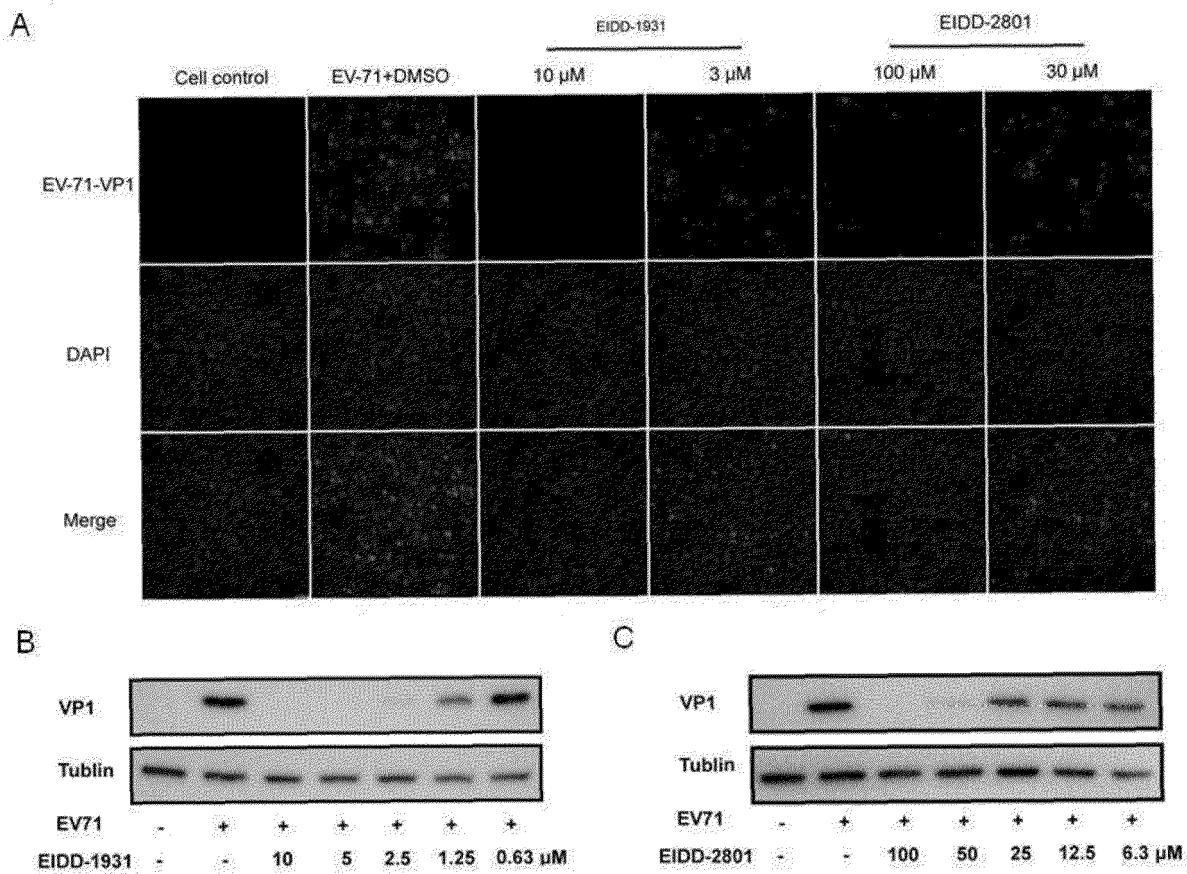 A
EIDD-1931 EIDD-2801
Cell control EV-71+DMSO 10 µM 3 µM 100 µM 30 µM
EV-71-VP1
DAPI
Merge
B
VP1
Tublin
EV71 - + + + + + +
EIDD-1931 - - 10 5 2.5 1.25 0.63 µM
C
VP1
Tublin
EV71 - + + + + + +
EIDD-2801 - - 100 50 25 12.5 6.3 µM